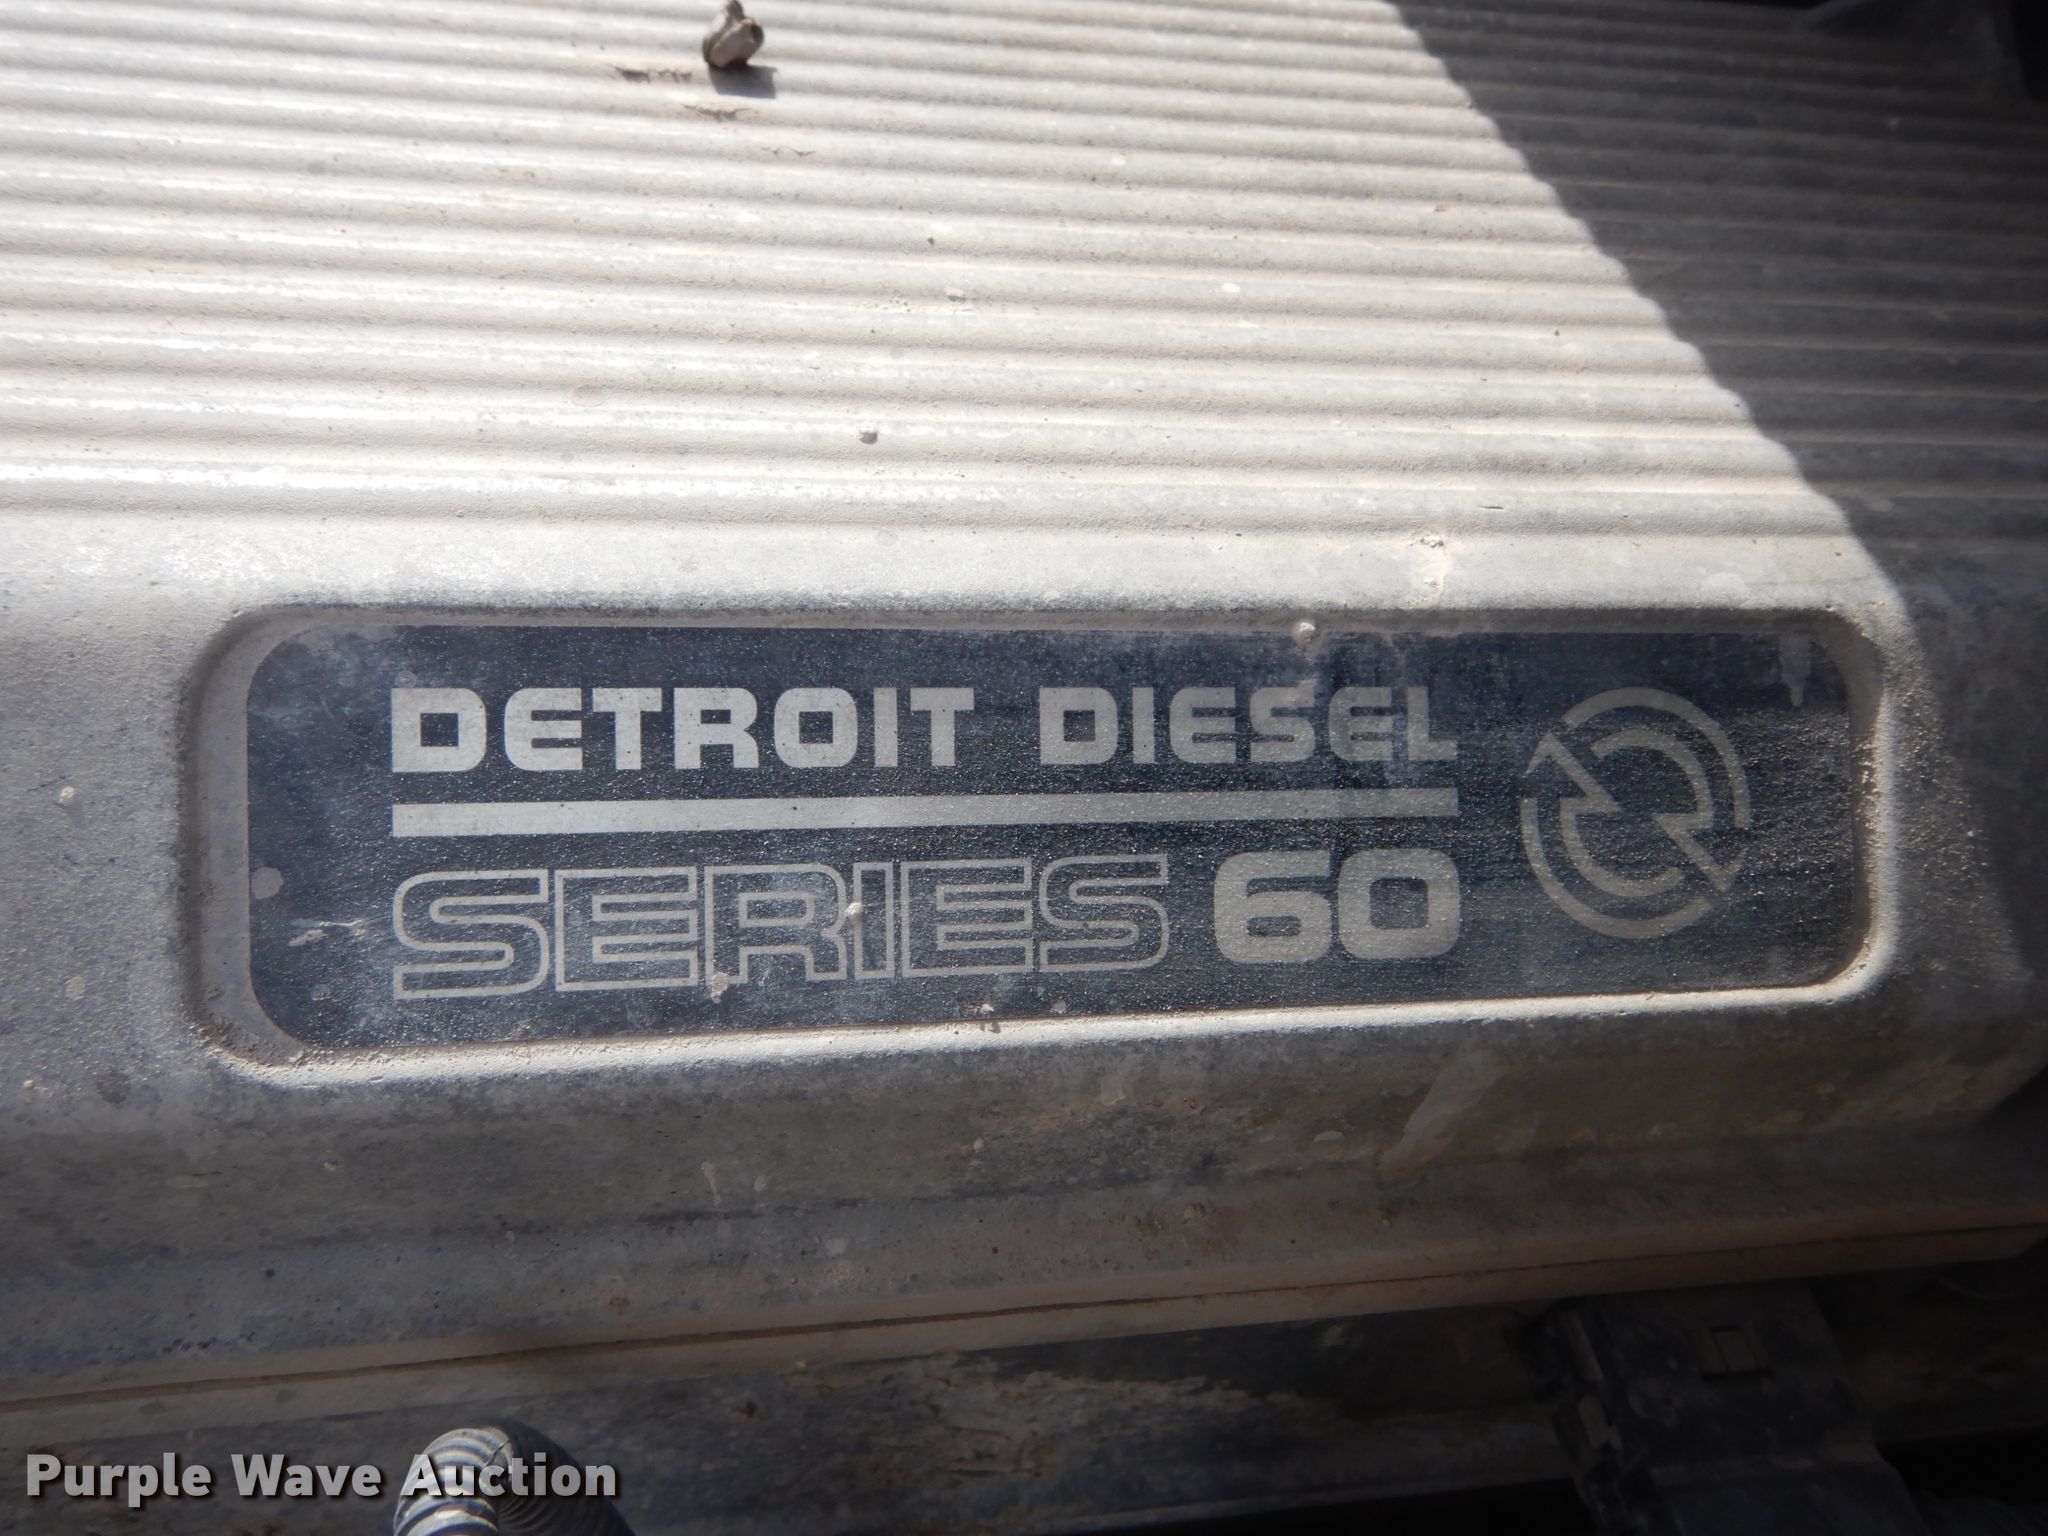 DETROIT DIESEL
SERIES 60
Purple Wave Auction